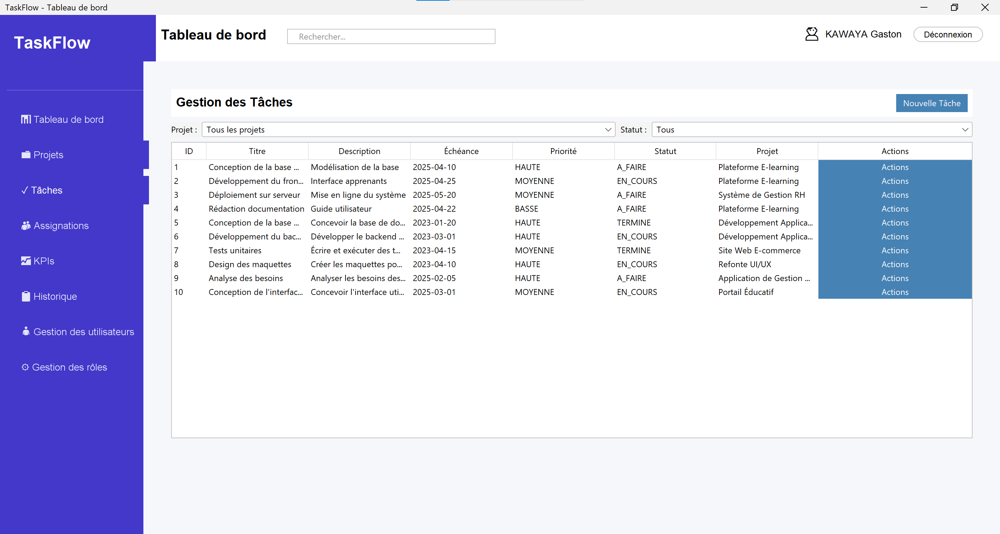 TaskFlow - Tableau de bord
TaskFlow
Tableau de bord
Rechercher...
KAWAYA Gaston
Déconnexion
Tableau de bord
Projets
✓ Tâches
Assignations
KPIs
Historique
Gestion des utilisateurs
Gestion des rôles
Gestion des Tâches
Nouvelle Tâche
Projet : Tous les projets Statut : Tous
ID Titre Description Échéance Priorité Statut Projet Actions
1 Conception de la base ... Modélisation de la base 2025-04-10 HAUTE A_FAIRE Plateforme E-learning Actions
2 Développement du fron... Interface apprenants 2025-04-25 MOYENNE EN_COURS Plateforme E-learning Actions
3 Déploiement sur serveur Mise en ligne du système 2025-05-20 MOYENNE A_FAIRE Système de Gestion RH Actions
4 Rédaction documentation Guide utilisateur 2025-04-22 BASSE A_FAIRE Plateforme E-learning Actions
5 Conception de la base ... Concevoir la base de do... 2023-01-20 HAUTE TERMINE Développement Applica... Actions
6 Développement du bac... Développer le backend ... 2023-03-01 HAUTE EN_COURS Développement Applica... Actions
7 Tests unitaires Écrire et exécuter des t... 2023-04-15 MOYENNE TERMINE Site Web E-commerce Actions
8 Design des maquettes Créer les maquettes po... 2023-04-10 HAUTE EN_COURS Refonte UI/UX Actions
9 Analyse des besoins Analyser les besoins des... 2025-02-05 HAUTE A_FAIRE Application de Gestion ... Actions
10 Conception de l'interfac... Concevoir l'interface uti... 2025-03-01 MOYENNE EN_COURS Portail Éducatif Actions